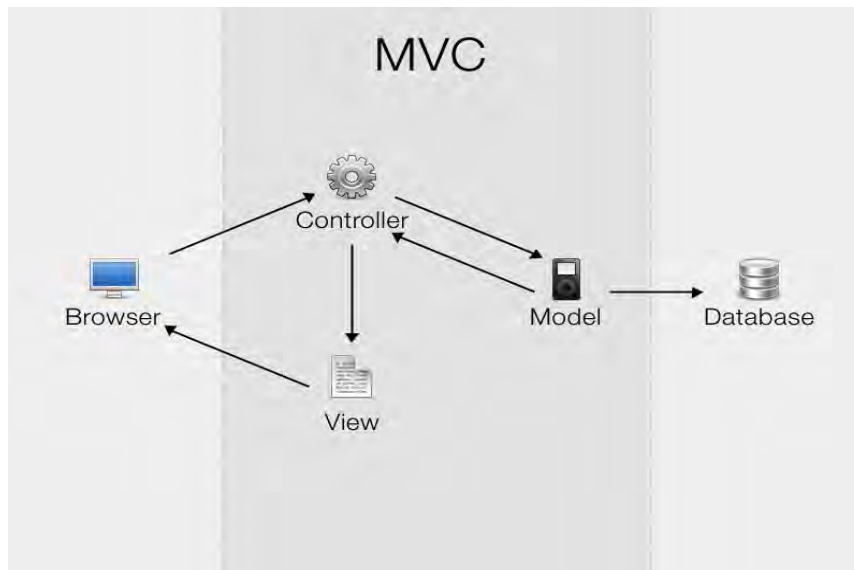 MVC
Controller
Browser
Model
Database
View